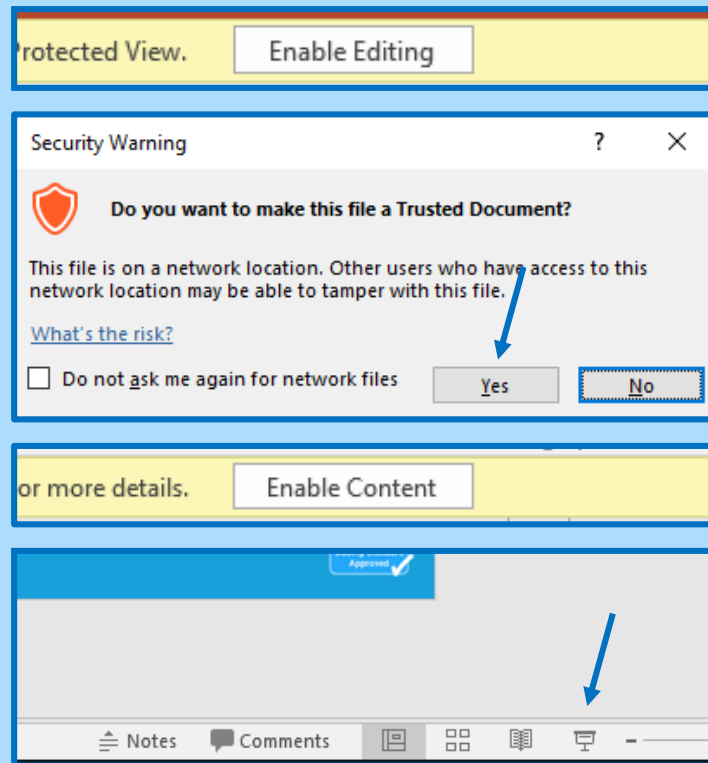 rotected View. Enable Editing
Security Warning ? ×
Do you want to make this file a Trusted Document?
This file is on a network location. Other users who have access to this
network location may be able to tamper with this file.
What's the risk?
Do not ask me again for network files Yes No
or more details. Enable Content
Approved
Notes Comments